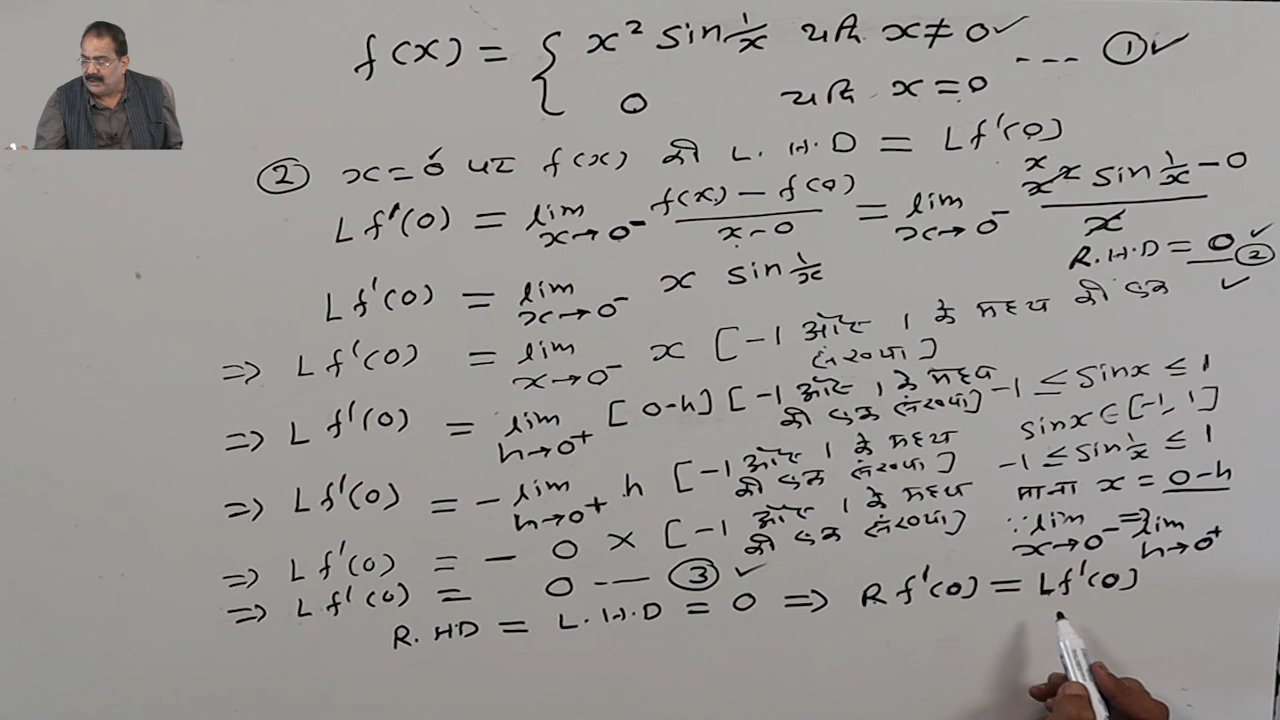 f(x) = { x² sin 1/x यदि x ≠ 0 ✓
0 यदि x = 0 --- ① ✓
② x = 0 पर f(x) की L.H.D = Lf'(0)
Lf'(0) = lim x→0⁻ f(x) - f(0) / x - 0 = lim x→0⁻ x² sin 1/x - 0 / x
R.H.D = 0 ② ✓
Lf'(0) = lim x→0⁻ x sin 1/x
⇒ Lf'(0) = lim x→0⁻ x [-1 और 1 के मध्य की एक संख्या]
⇒ Lf'(0) = lim h→0⁺ [0-h] [-1 और 1 के मध्य की एक संख्या]
-1 ≤ sin x ≤ 1
sin x ∈ [-1, 1]
⇒ Lf'(0) = - lim h→0⁺ h [-1 और 1 के मध्य की एक संख्या]
-1 ≤ sin 1/x ≤ 1
माना x = 0-h
⇒ Lf'(0) = - 0 × [-1 और 1 के मध्य की एक संख्या]
∵ lim x→0⁻ = lim h→0⁺
⇒ Lf'(0) = 0 --- ③ ✓
R.H.D = L.H.D = 0 ⇒ Rf'(0) = Lf'(0)